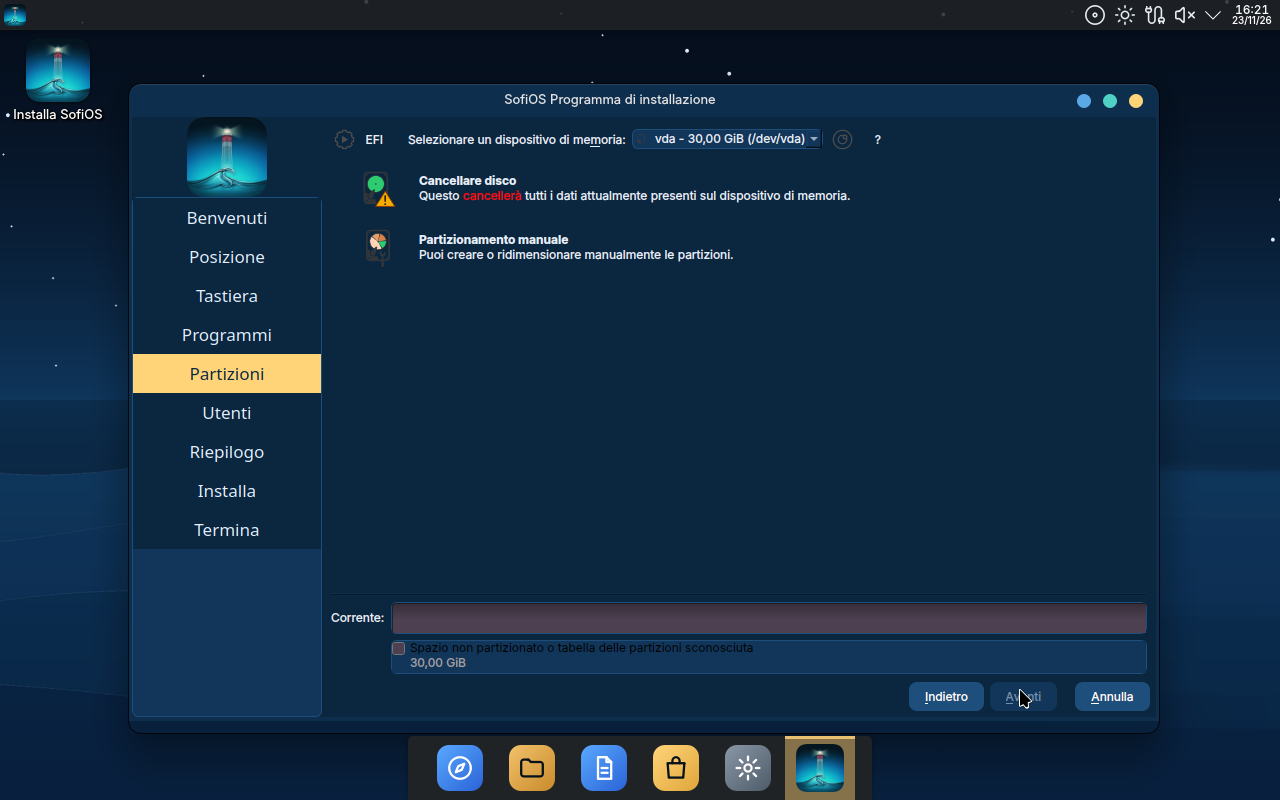 16:21
23/11/26
Installa SofiOS
SofiOS Programma di installazione
EFI
Selezionare un dispositivo di memoria:
vda - 30,00 GiB (/dev/vda)
?
Cancellare disco
Questo cancellerà tutti i dati attualmente presenti sul dispositivo di memoria.
Partizionamento manuale
Puoi creare o ridimensionare manualmente le partizioni.
Benvenuti
Posizione
Tastiera
Programmi
Partizioni
Utenti
Riepilogo
Installa
Termina
Corrente:
Spazio non partizionato o tabella delle partizioni sconosciuta
30,00 GiB
Indietro
Avanti
Annulla